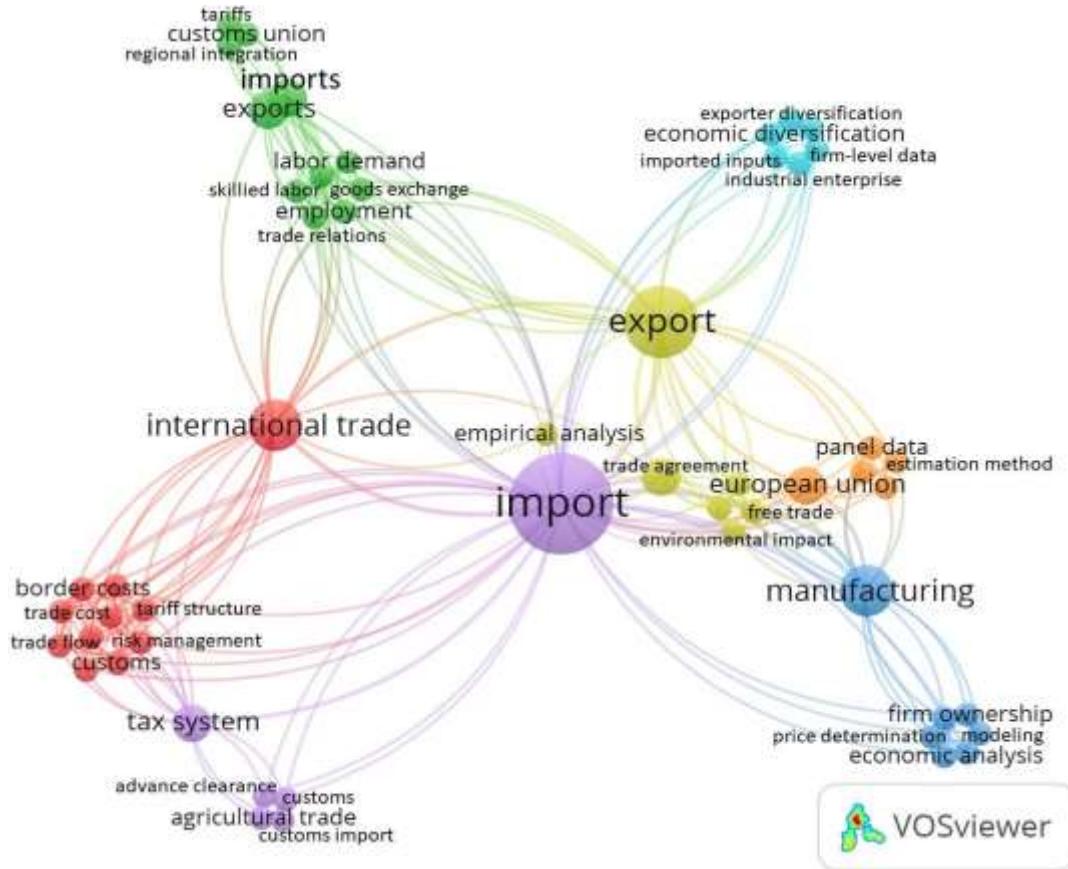 tariffs
customs union
regional integration
imports
exports
labor demand
skillied labor goods exchange
employment
trade relations
exporter diversification
economic diversification
imported inputs firm-level data
industrial enterprise
export
international trade
empirical analysis
trade agreement
import
panel data
estimation method
european union
free trade
environmental impact
manufacturing
border costs
trade cost tariff structure
trade flow risk management
customs
tax system
advance clearance customs
agricultural trade
customs import
firm ownership
price determination modeling
economic analysis
VOSviewer